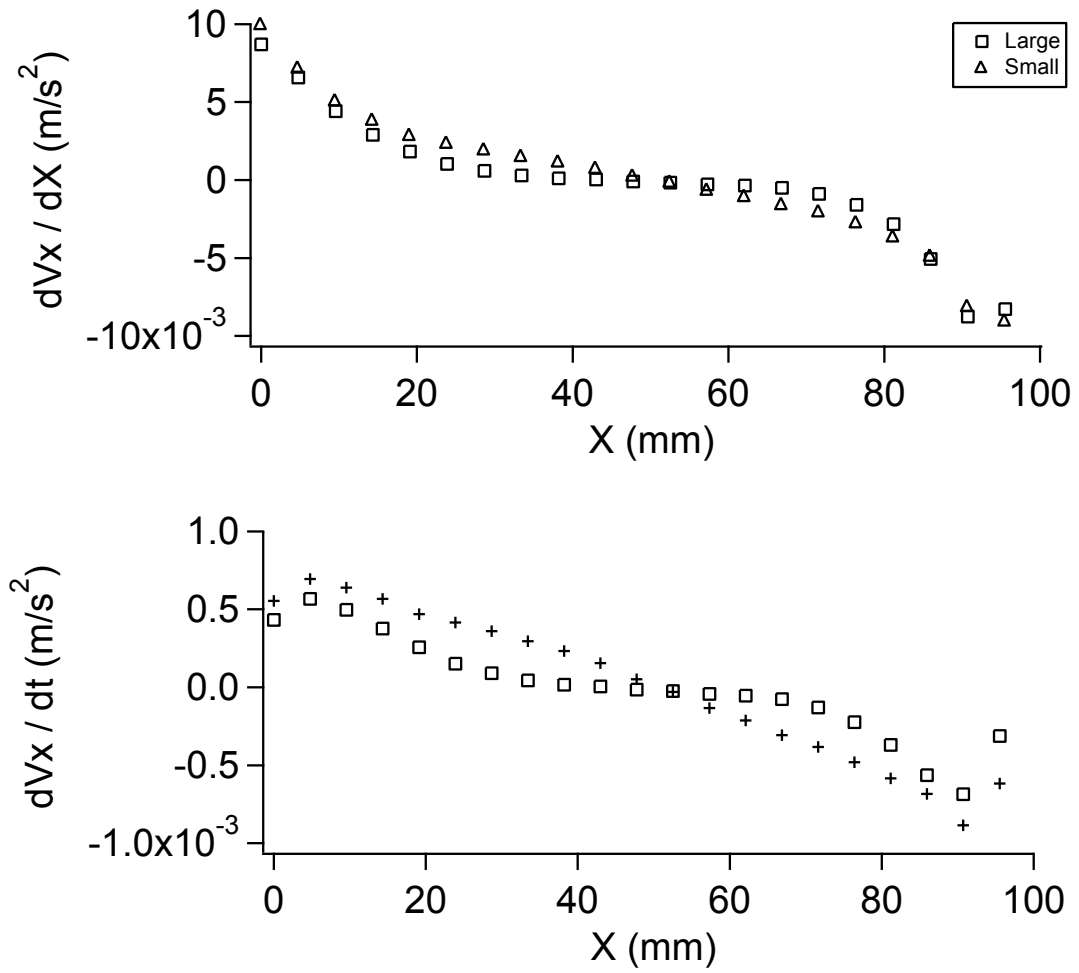 10
5
0
-5
-10x10^-3
dVx / dX (m/s^2)
Large
Small
0 20 40 60 80 100
X (mm)
1.0
0.5
0.0
-0.5
-1.0x10^-3
dVx / dt (m/s^2)
0 20 40 60 80 100
X (mm)